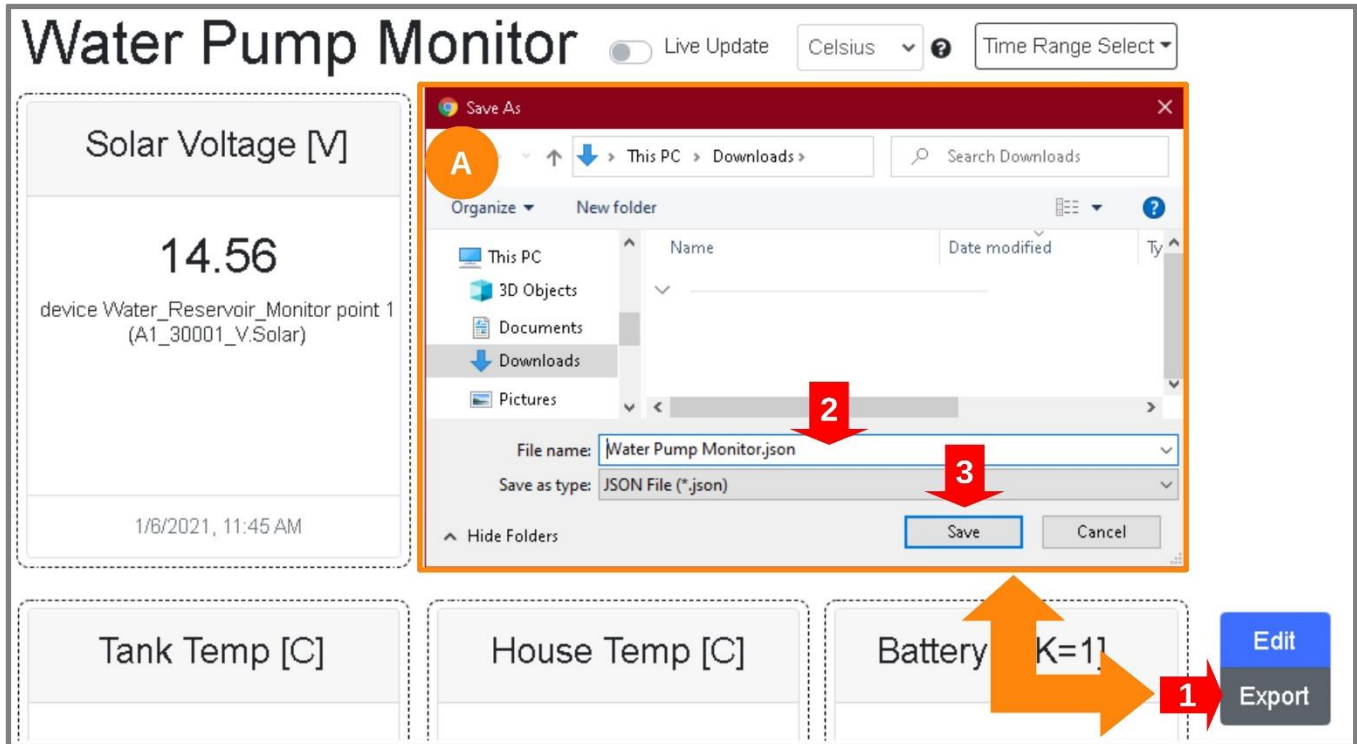 Water Pump Monitor
Live Update
Celsius
Time Range Select
Solar Voltage [V]
14.56
device Water_Reservoir_Monitor point 1
(A1_30001_V.Solar)
1/6/2021, 11:45 AM
Save As
A
This PC > Downloads >
Search Downloads
Organize
New folder
Name
Date modified
Ty
This PC
3D Objects
Documents
Downloads
Pictures
2
File name: Water Pump Monitor.json
Save as type: JSON File (*.json)
3
Hide Folders
Save
Cancel
Tank Temp [C]
House Temp [C]
Battery K=1]
Edit
1
Export